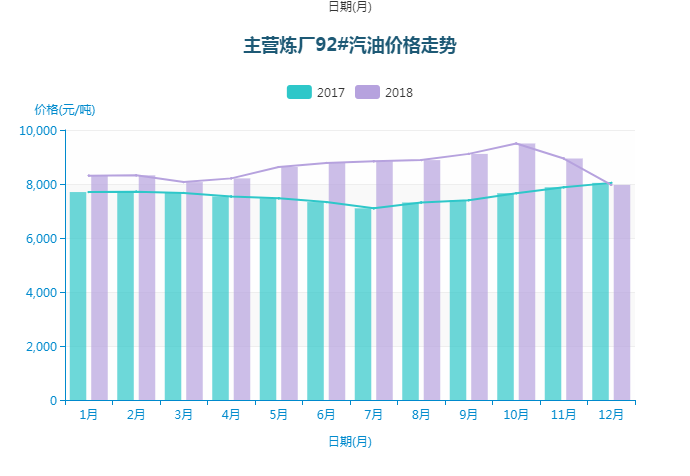 日期(月)
主营炼厂92#汽油价格走势
2017 2018
价格(元/吨)
10,000
8,000
6,000
4,000
2,000
0
1月 2月 3月 4月 5月 6月 7月 8月 9月 10月 11月 12月
日期(月)